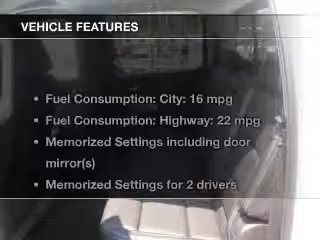 VEHICLE FEATURES
▪ Fuel Consumption: City: 16 mpg
▪ Fuel Consumption: Highway: 22 mpg
▪ Memorized Settings including door
mirror(s)
▪ Memorized Settings for 2 drivers